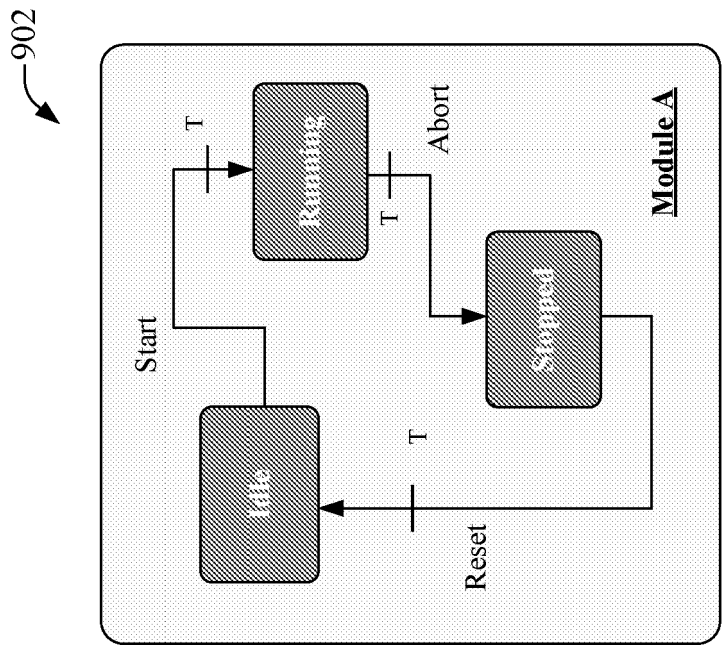 902
Start
T
Idle
Running
T
Abort
T
Reset
Stopped
Module A